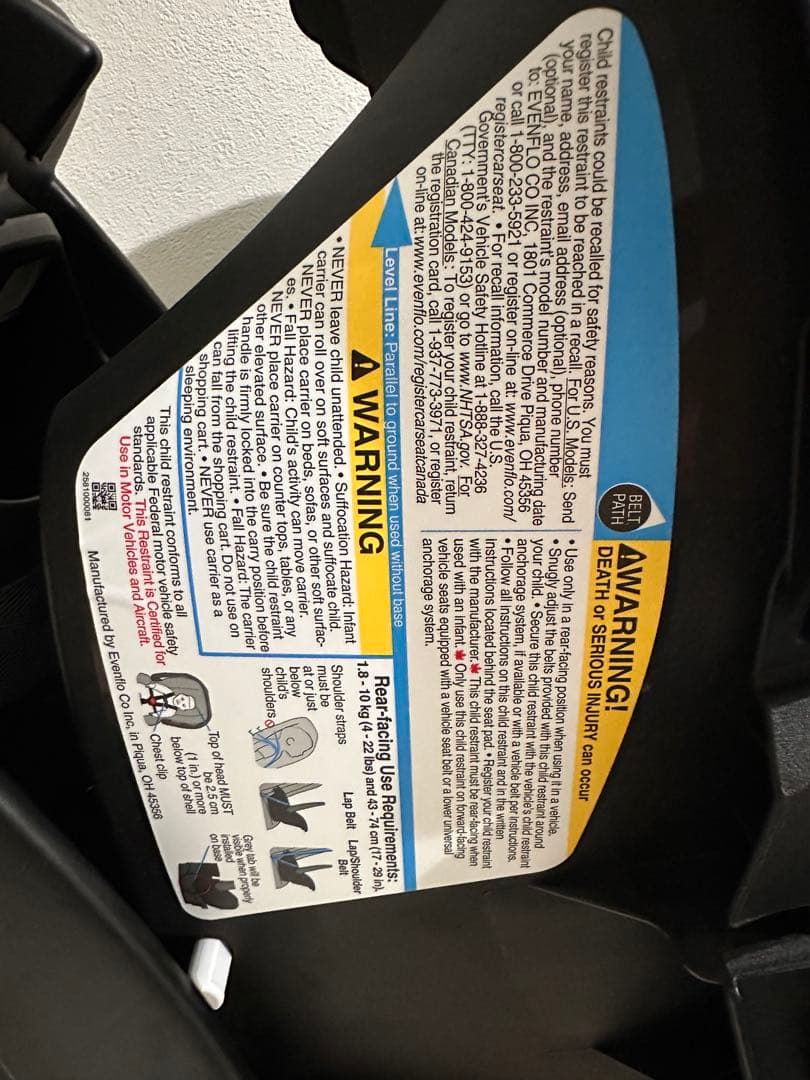 Child restraints could be recalled for safety reasons. You must
register this restraint to be reached in a recall. For U.S. Models: Send
your name, address, email address (optional), phone number
(optional), and the restraint's model number and manufacturing date
to: EVENFLO CO INC, 1801 Commerce Drive Piqua, OH 45356
or call 1-800-233-5921 or register on-line at: www.evenflo.com/
registercarseat. • For recall information, call the U.S.
Government's Vehicle Safety Hotline at 1-888-327-4236
(TTY: 1-800-424-9153) or go to www.NHTSA.gov. For
Canadian Models: To register your child restraint, return
the registration card, call 1-937-773-3971, or register
on-line at: www.evenflo.com/registercarseatcanada
BELT
PATH
WARNING!
DEATH or SERIOUS INJURY can occur
• Use only in a rear-facing position when using it in a vehicle.
• Snugly adjust the belts provided with this child restraint around
your child. • Secure this child restraint with the vehicle's child restraint
anchorage system, if available or with a vehicle belt per instructions.
• Follow all instructions on this child restraint and in the written
instructions located behind the seat pad. • Register your child restraint
with the manufacturer. This child restraint must be rear-facing when
used with an infant. Only use this child restraint on forward-facing
vehicle seats equipped with a vehicle seat belt or a lower universal
anchorage system.
Level Line: Parallel to ground when used without base
WARNING
• NEVER leave child unattended. • Suffocation Hazard: Infant
carrier can roll over on soft surfaces and suffocate child.
NEVER place carrier on beds, sofas, or other soft surfac-
es. • Fall Hazard: Child's activity can move carrier.
NEVER place carrier on counter tops, tables, or any
other elevated surface. • Be sure the child restraint
handle is firmly locked into the carry position before
lifting the child restraint. • Fall Hazard: The carrier
can fall from the shopping cart. Do not use on
shopping cart. • NEVER use carrier as a
sleeping environment.
Rear-facing Use Requirements:
1.8 - 10 kg (4 - 22 lbs) and 43 - 74 cm (17 - 29 in).
Shoulder straps
must be
at or just
below
child's
shoulders
Lap Belt
Lap/Shoulder
Belt
This child restraint conforms to all
applicable Federal motor vehicle safety
standards. This Restraint is Certified for
Use in Motor Vehicles and Aircraft.
Top of head MUST
be 2.5 cm
(1 in.) or more
below top of shell
Chest clip
Grey tab will be
visible when properly
installed
on base
2581000081
Manufactured by Evenflo Co Inc, in Piqua, OH 45356